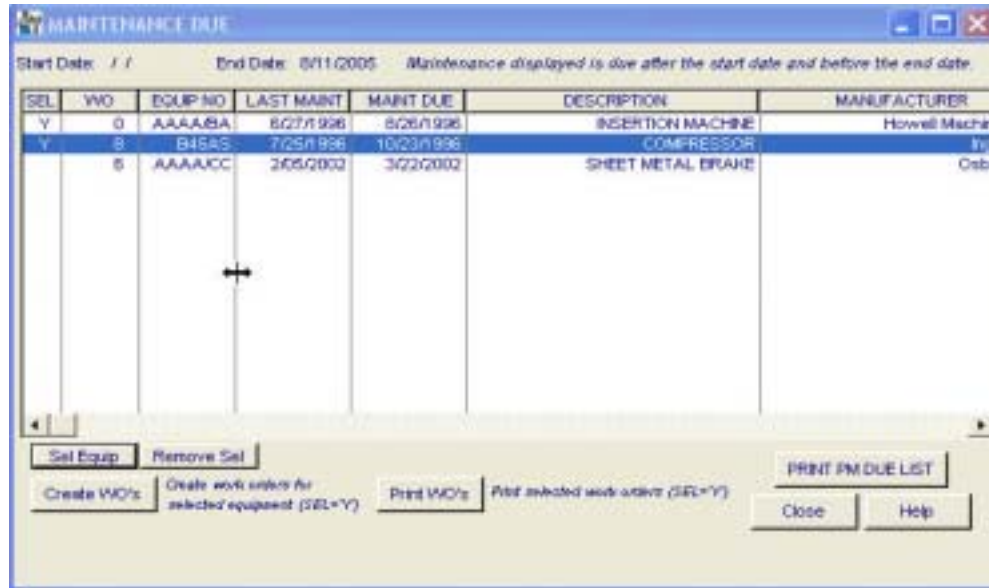 MAINTENANCE DUE
Start Date: / / End Date: 8/11/2005 Maintenance displayed is due after the start date and before the end date.
SEL WO EQUIP NO LAST MAINT MAINT DUE DESCRIPTION MANUFACTURER
Y 0 AAAA/BA 6/27/1996 8/26/1996 INSERTION MACHINE Howell Machin
Y 8 B45AS 7/25/1996 10/23/1996 COMPRESSOR
6 AAAA/CC 2/05/2002 3/22/2002 SHEET METAL BRAKE Osb
Sel Equip Remove Sel
PRINT PM DUE LIST
Create WO's Create work orders for selected equipment (SEL='Y') Print WO's Print selected work orders (SEL='Y')
Close Help